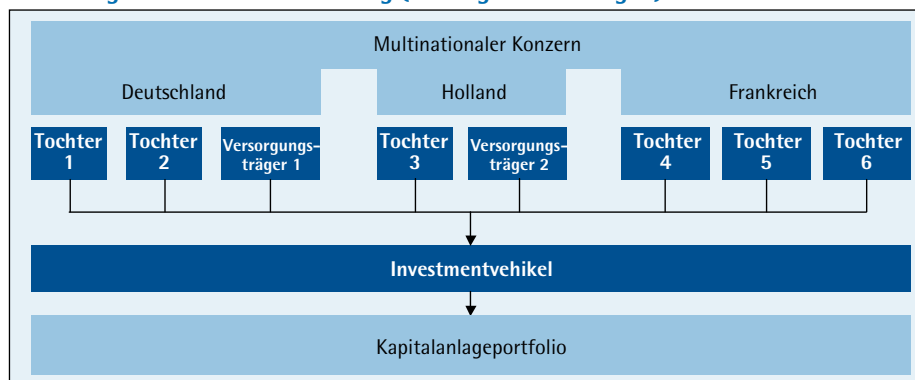 Multinationaler Konzern
Deutschland
Holland
Frankreich
Tochter
1
Tochter
2
Versorgungs-
träger 1
Tochter
3
Versorgungs-
träger 2
Tochter
4
Tochter
5
Tochter
6
Investmentvehikel
Kapitalanlageportfolio